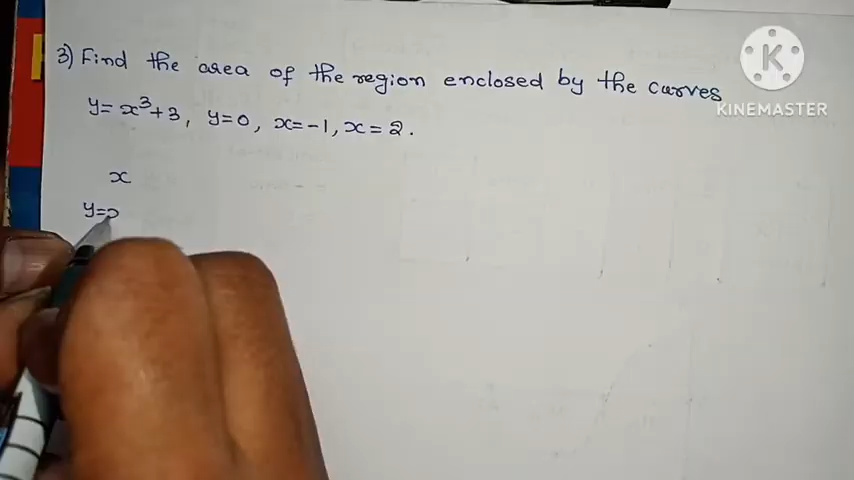 3) Find the area of the region enclosed by the curves
y = x³ + 3, y = 0, x = -1, x = 2.
x
y =
K
KINEMASTER